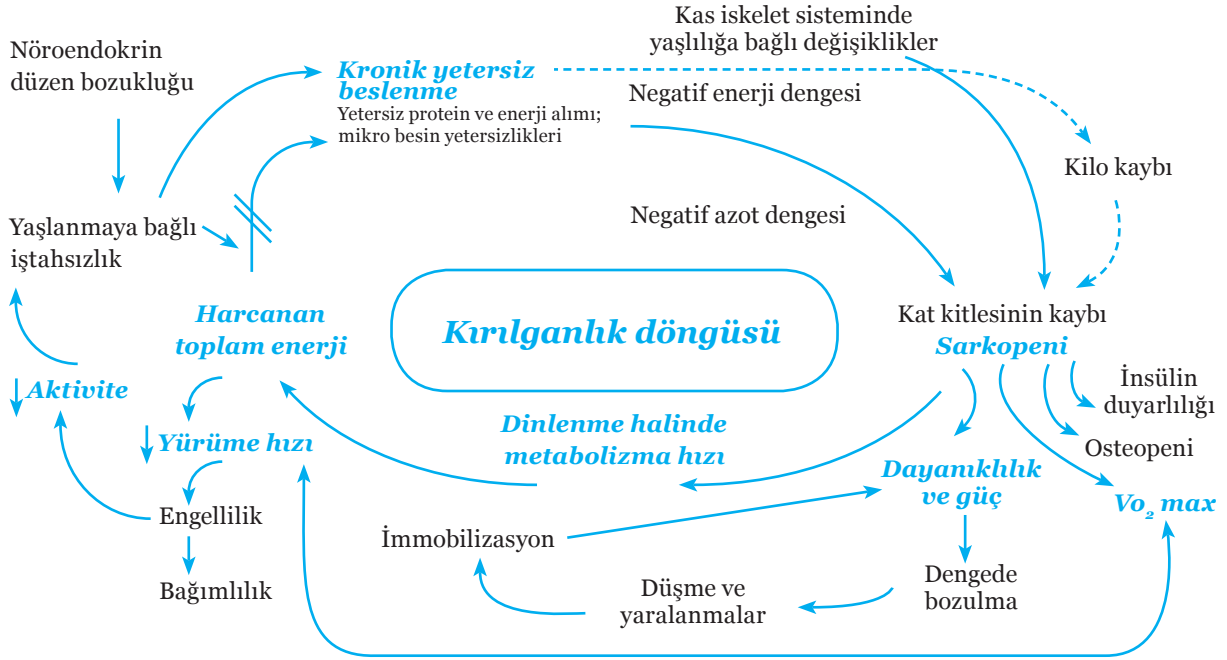 Nöroendokrin
düzen bozukluğu
Kas iskelet sisteminde
yaşlılığa bağlı değişiklikler
Kronik yetersiz
beslenme
Yetersiz protein ve enerji alımı;
mikro besin yetersizlikleri
Negatif enerji dengesi
Kilo kaybı
Negatif azot dengesi
Yaşlanmaya bağlı
iştahsızlık
Harcanan
toplam enerji
Kırılganlık döngüsü
Kat kitlesinin kaybı
Sarkopeni
İnsülin
duyarlılığı
Aktivite
Yürüme hızı
Dinlenme halinde
metabolizma hızı
Osteopeni
Dayanıklılık
ve güç
Vo₂ max
Engellilik
İmmobilizasyon
Bağımlılık
Düşme ve
yaralanmalar
Dengede
bozulma